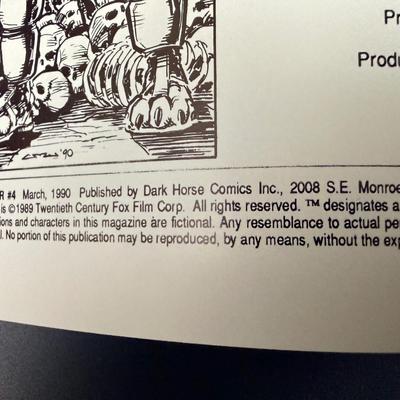 Pr
Produ
'90
R #4 March, 1990 Published by Dark Horse Comics Inc., 2008 S.E. Monroe
is ©1989 Twentieth Century Fox Film Corp. All rights reserved. ™ designates a
ions and characters in this magazine are fictional. Any resemblance to actual per
l. No portion of this publication may be reproduced, by any means, without the exp